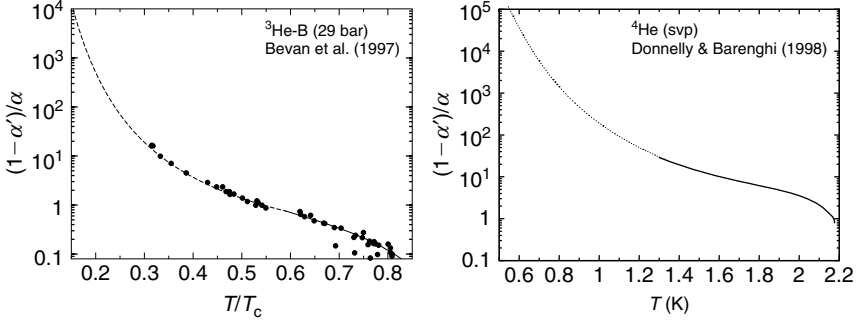 10⁴
10³
10²
10¹
1
0.1
(1−α′)/α
³He-B (29 bar)
Bevan et al. (1997)
0.2 0.3 0.4 0.5 0.6 0.7 0.8
T/Tc
10⁵
10⁴
10³
10²
10¹
1
0.1
(1−α′)/α
⁴He (svp)
Donnelly & Barenghi (1998)
0.6 0.8 1 1.2 1.4 1.6 1.8 2 2.2
T (K)